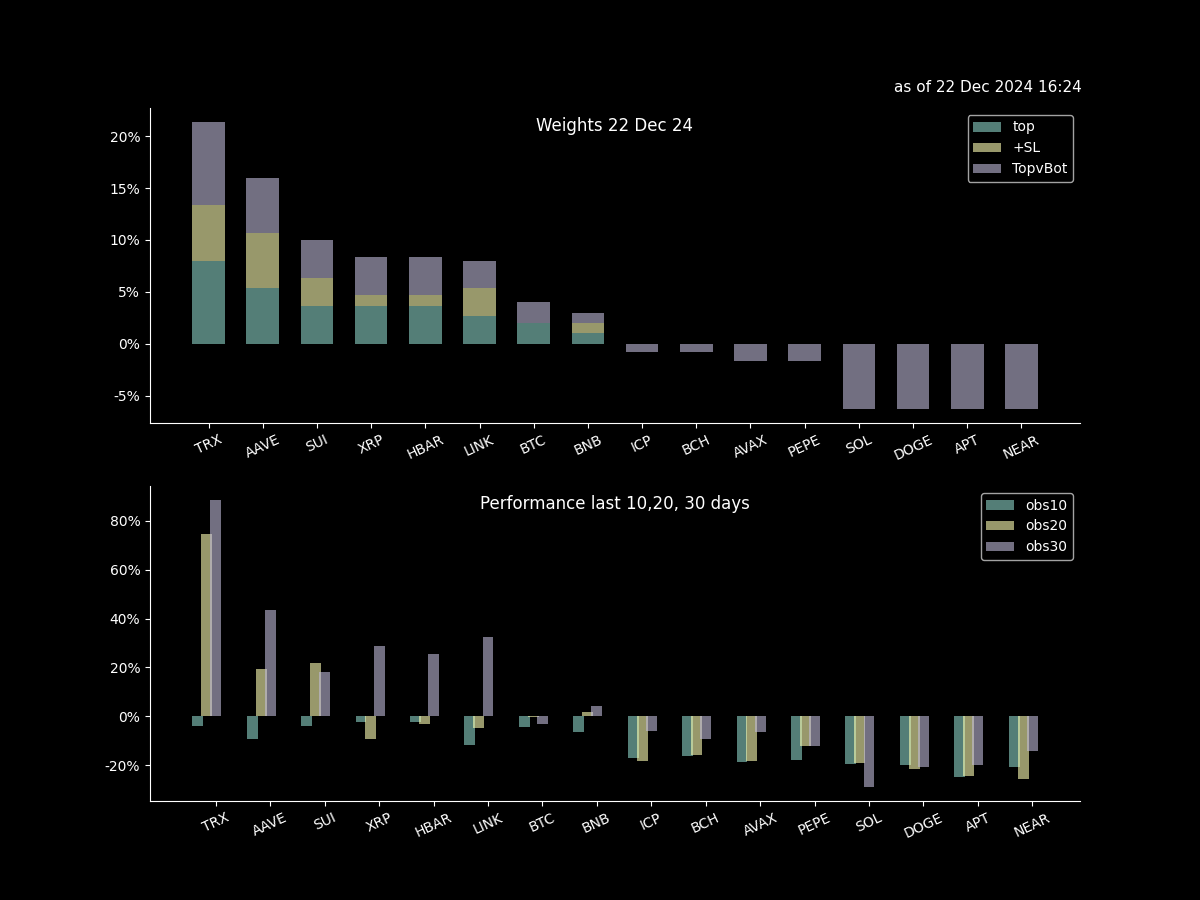 as of 22 Dec 2024 16:24
Weights 22 Dec 24
top
+SL
TopvBot
20%
15%
10%
5%
0%
-5%
TRX AAVE SUI XRP HBAR LINK BTC BNB ICP BCH AVAX PEPE SOL DOGE APT NEAR
Performance last 10,20, 30 days
obs10
obs20
obs30
80%
60%
40%
20%
0%
-20%
TRX AAVE SUI XRP HBAR LINK BTC BNB ICP BCH AVAX PEPE SOL DOGE APT NEAR